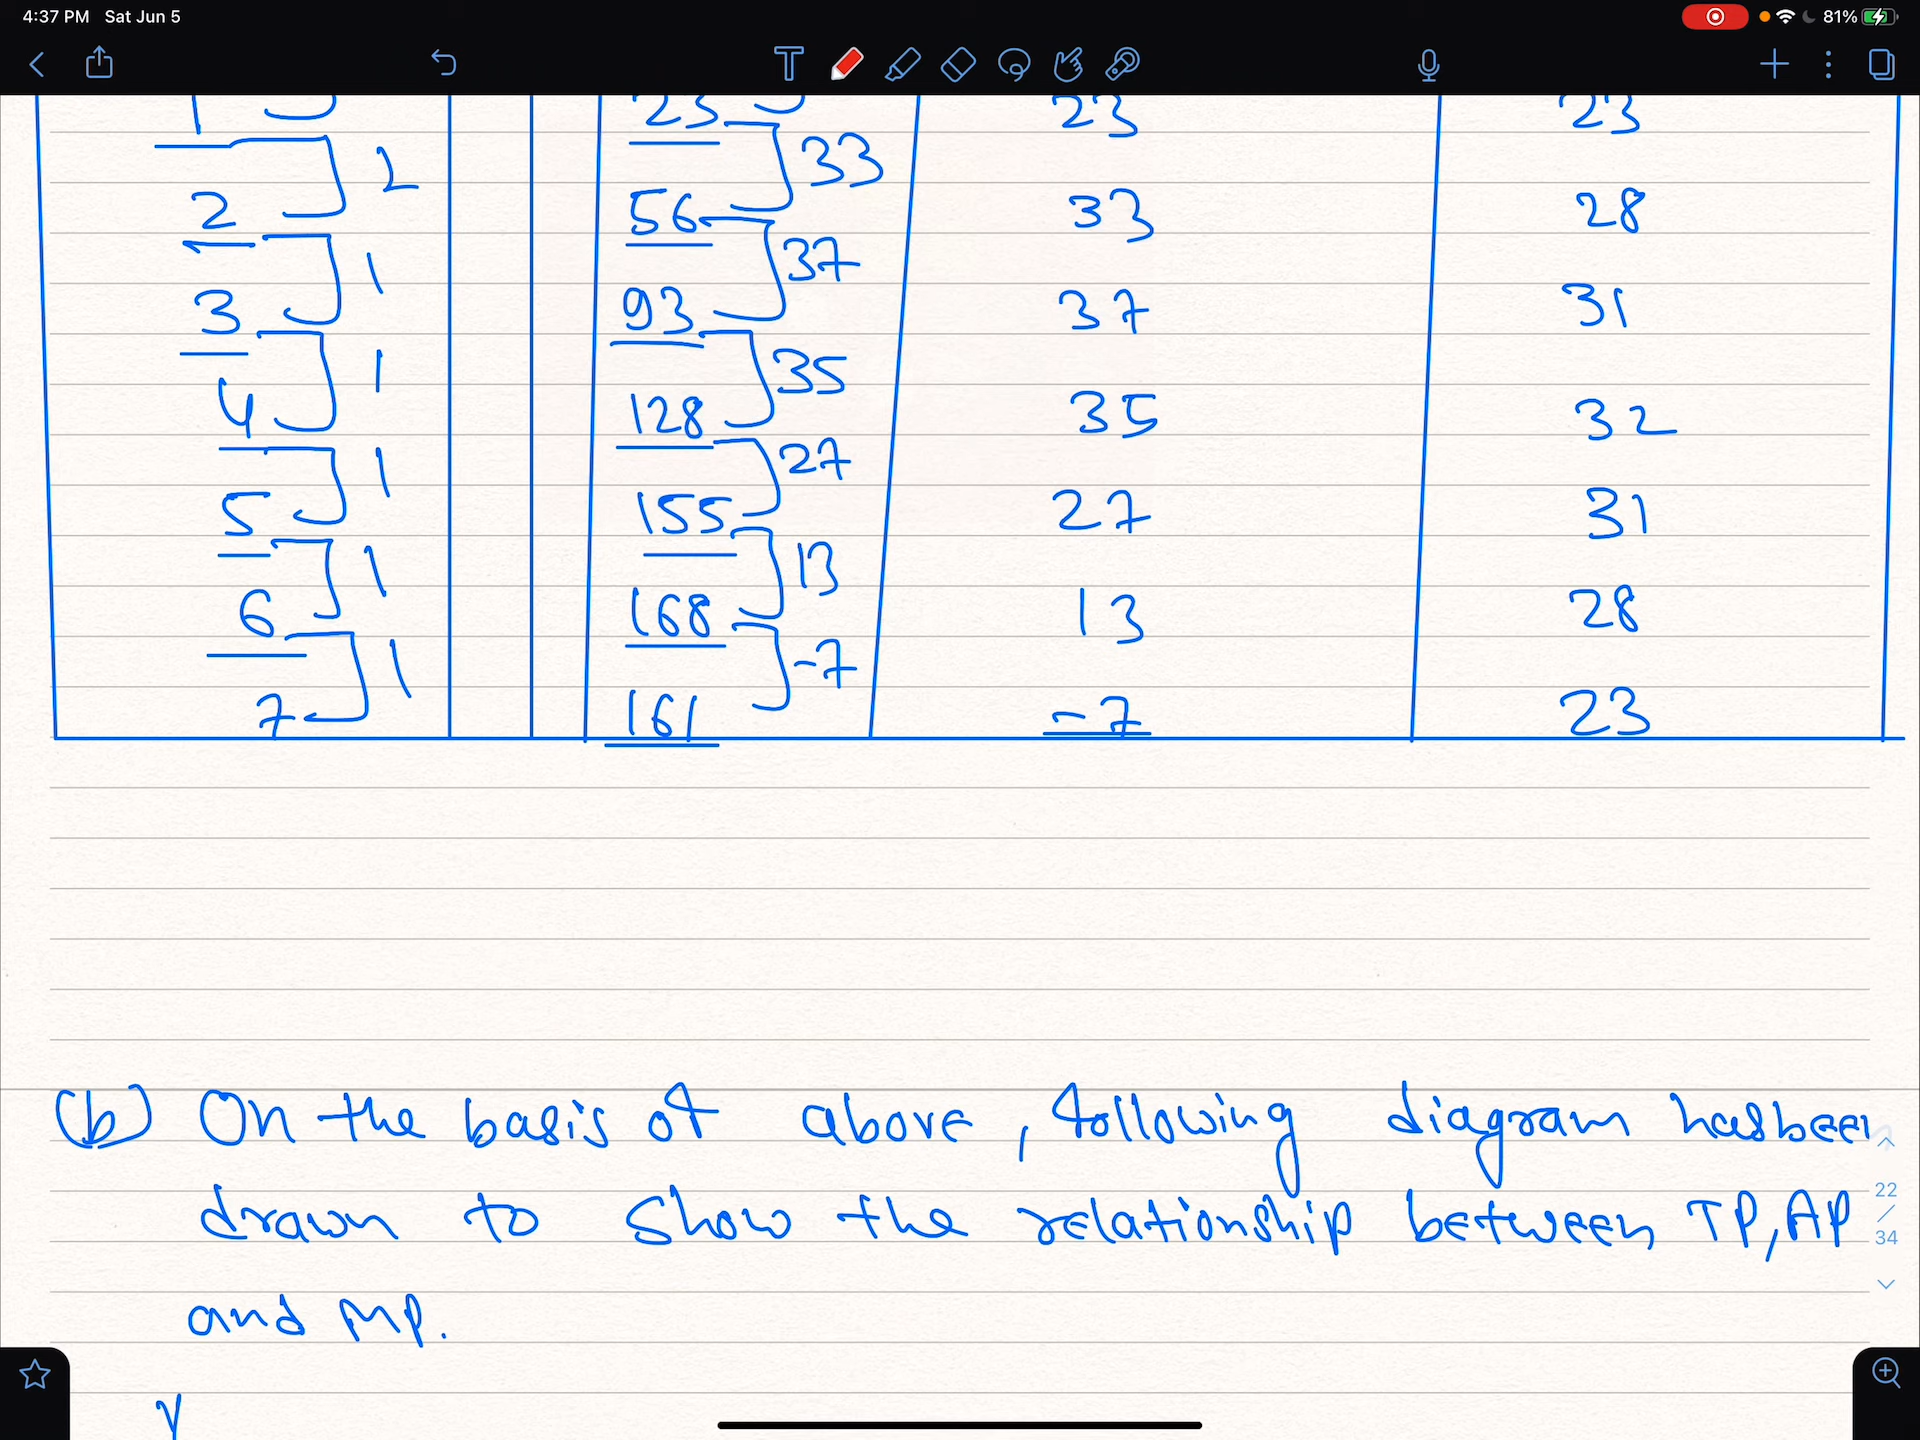 4:37 PM Sat Jun 5 81%
1 23 23 23
2 33
2 56 33 28
1 37
3 93 37 31
1 35
4 128 35 32
1 27
5 155 27 31
1 13
6 168 13 28
1 -7
7 161 -7 23
(b) On the basis of above, following diagram has been
22
/
34
drawn to show the relationship between TP, AP
and MP.
Y